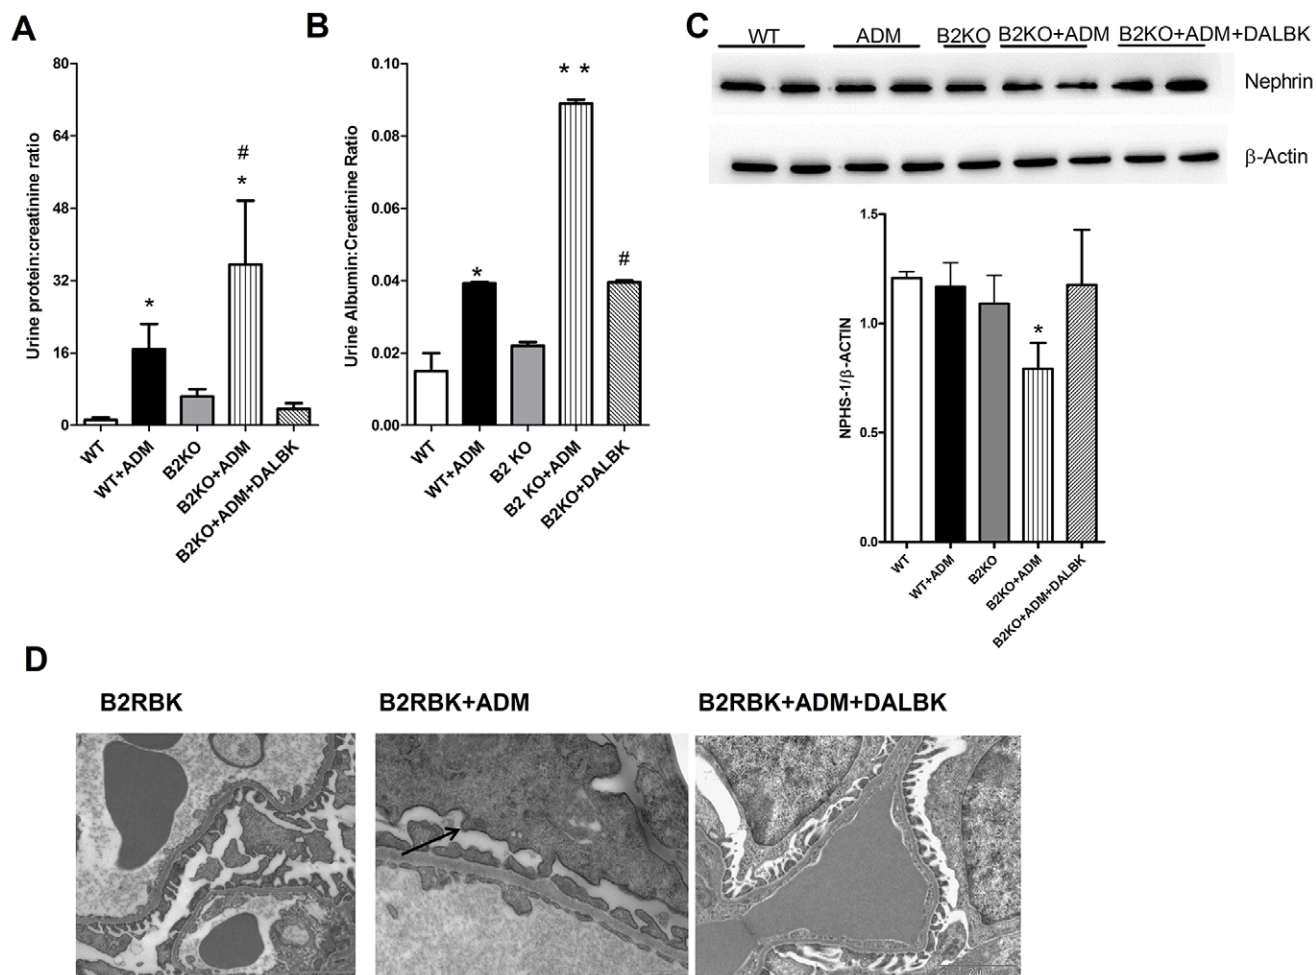 A
Urine protein:creatinine ratio
80
64
48
32
16
0
*
*
#
WT
WT+ADM
B2KO
B2KO+ADM
B2KO+ADM+DALBK
B
Urine Albumin:Creatinine Ratio
0.10
0.08
0.06
0.04
0.02
0.00
*
* *
#
WT
WT+ADM
B2 KO
B2 KO+ADM
B2KO+DALBK
C
WT ADM B2KO B2KO+ADM B2KO+ADM+DALBK
Nephrin
β-Actin
NPHS-1/β-ACTIN
1.5
1.0
0.5
0.0
*
WT
WT+ADM
B2KO
B2KO+ADM
B2KO+ADM+DALBK
D
B2RBK
B2RBK+ADM
B2RBK+ADM+DALBK